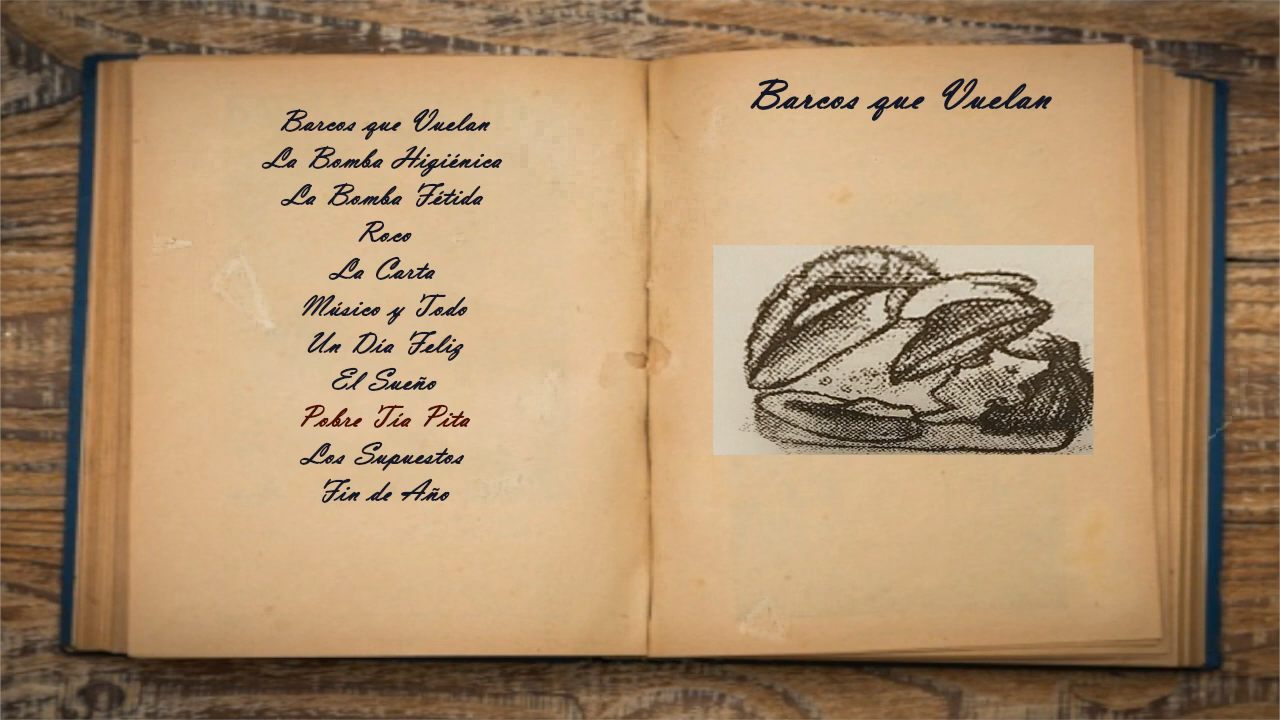 Barcos que Vuelan
La Bomba Higiénica
La Bomba Fétida
Roco
La Carta
Músico y Todo
Un Día Feliz
El Sueño
Pobre Tía Pita
Los Supuestos
Fin de Año
Barcos que Vuelan